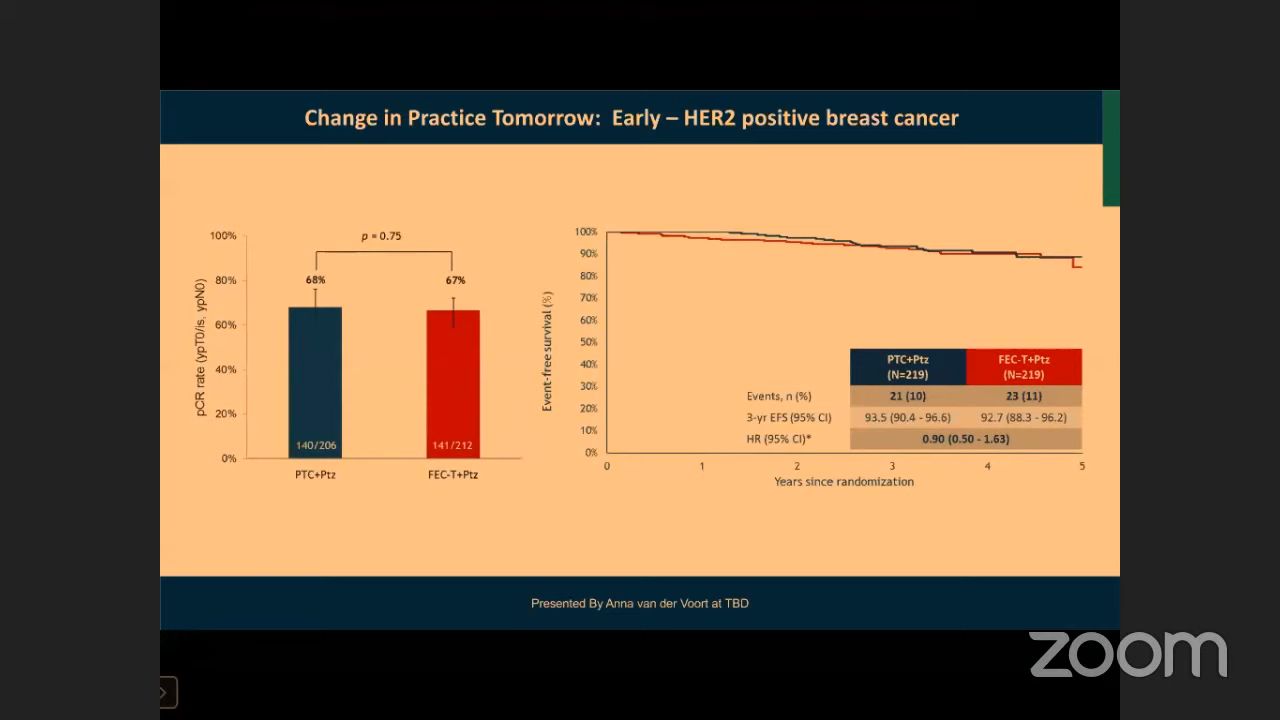 Change in Practice Tomorrow: Early – HER2 positive breast cancer
pCR rate (ypT0/is, ypN0)
100%
80%
60%
40%
20%
0%
p = 0.75
68%
67%
140/206
141/212
PTC+Ptz
FEC-T+Ptz
Event-free survival (%)
100%
90%
80%
70%
60%
50%
40%
30%
20%
10%
0%
PTC+Ptz FEC-T+Ptz
(N=219) (N=219)
Events, n (%) 21 (10) 23 (11)
3-yr EFS (95% CI) 93.5 (90.4 - 96.6) 92.7 (88.3 - 96.2)
HR (95% CI)* 0.90 (0.50 - 1.63)
0 1 2 3 4 5
Years since randomization
Presented By Anna van der Voort at TBD
zoom